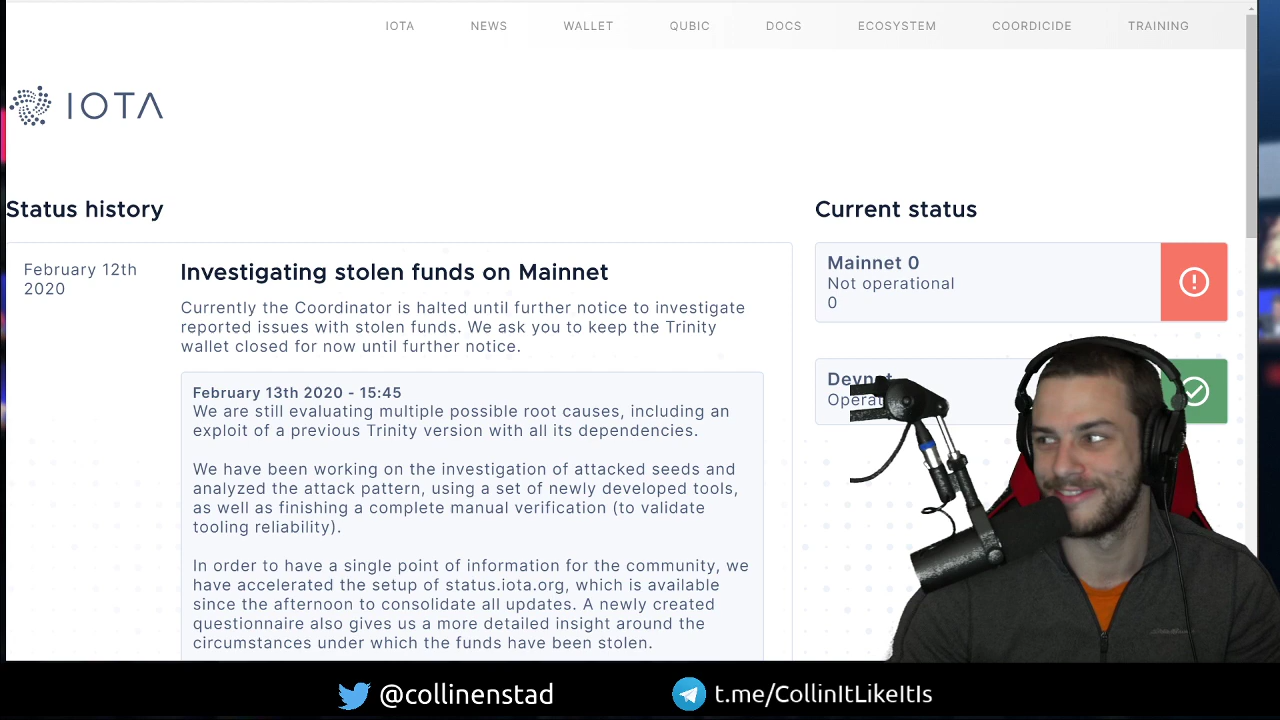 IOTA NEWS WALLET QUBIC DOCS ECOSYSTEM COORDICIDE TRAINING
IOTA
Status history
February 12th
2020
Investigating stolen funds on Mainnet
Currently the Coordinator is halted until further notice to investigate
reported issues with stolen funds. We ask you to keep the Trinity
wallet closed for now until further notice.
February 13th 2020 - 15:45
We are still evaluating multiple possible root causes, including an
exploit of a previous Trinity version with all its dependencies.
We have been working on the investigation of attacked seeds and
analyzed the attack pattern, using a set of newly developed tools,
as well as finishing a complete manual verification (to validate
tooling reliability).
In order to have a single point of information for the community, we
have accelerated the setup of status.iota.org, which is available
since the afternoon to consolidate all updates. A newly created
questionnaire also gives us a more detailed insight around the
circumstances under which the funds have been stolen.
Current status
Mainnet 0
Not operational
0
Devnet
@collinenstad
t.me/CollinItLikeItIs